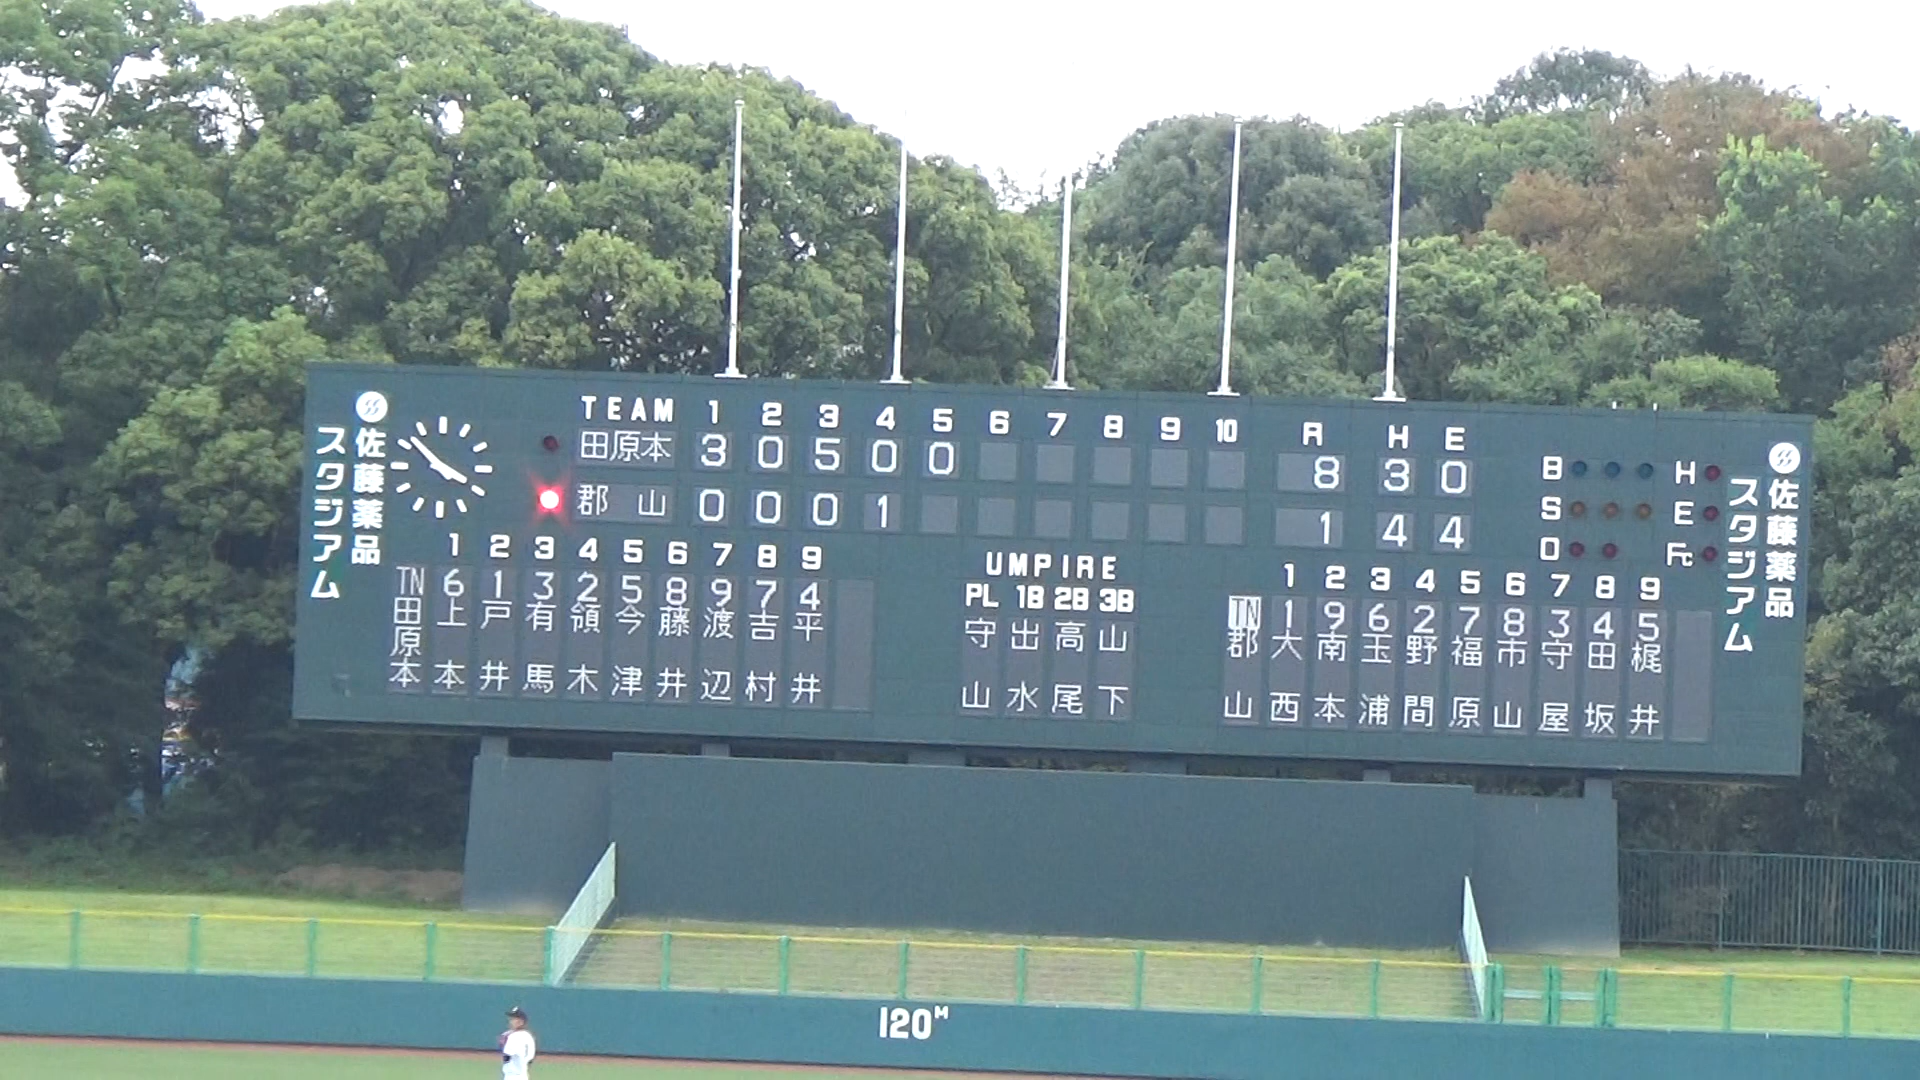 佐藤薬品
スタジアム
TEAM 1 2 3 4 5 6 7 8 9 10 R H E
田原本 3 0 5 0 0 8 3 0
郡山 0 0 0 1 1 4 4
B H
S E
O Fc
1 2 3 4 5 6 7 8 9
TN 6 1 3 2 5 8 9 7 4
田原本 上本 戸井 有馬 領木 今津 藤井 渡辺 吉村 平井
UMPIRE
PL 1B 2B 3B
守山 出水 高尾 山下
1 2 3 4 5 6 7 8 9
TN 1 9 6 2 7 8 3 4 5
郡山 大西 南本 玉浦 野間 福原 市山 守屋 田坂 梶井
佐藤薬品
スタジアム
120M